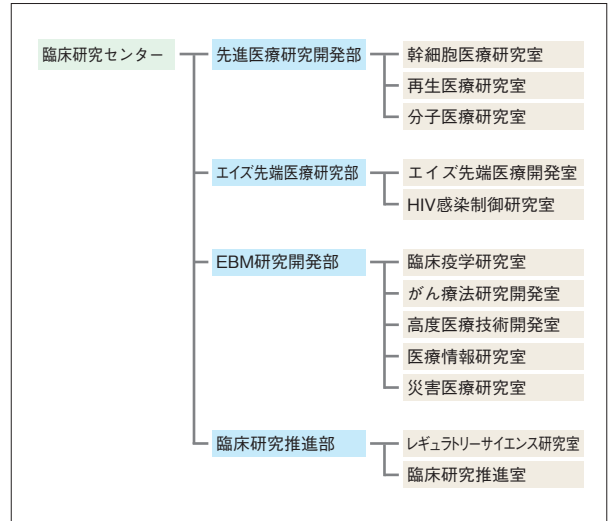 臨床研究センター
先進医療研究開発部
幹細胞医療研究室
再生医療研究室
分子医療研究室
エイズ先端医療研究部
エイズ先端医療開発室
HIV感染制御研究室
EBM研究開発部
臨床疫学研究室
がん療法研究開発室
高度医療技術開発室
医療情報研究室
災害医療研究室
臨床研究推進部
レギュラトリーサイエンス研究室
臨床研究推進室